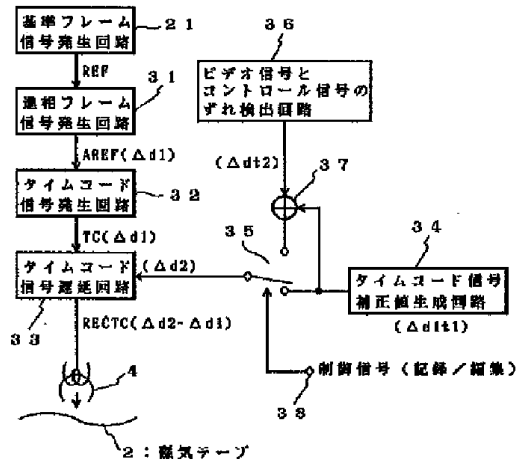 基準フレーム
信号発生回路
21
REF
進相フレーム
信号発生回路
31
AREF(Δd1)
タイムコード
信号発生回路
32
TC(Δd1)
タイムコード
信号遅延回路
33
(Δd2)
RECTC(Δd2-Δd1)
4
2:磁気テープ
36
ビデオ信号と
コントロール信号の
ずれ検出回路
(Δdt2)
37
35
34
タイムコード信号
補正値生成回路
(Δdlt1)
制御信号(記録/編集)
38